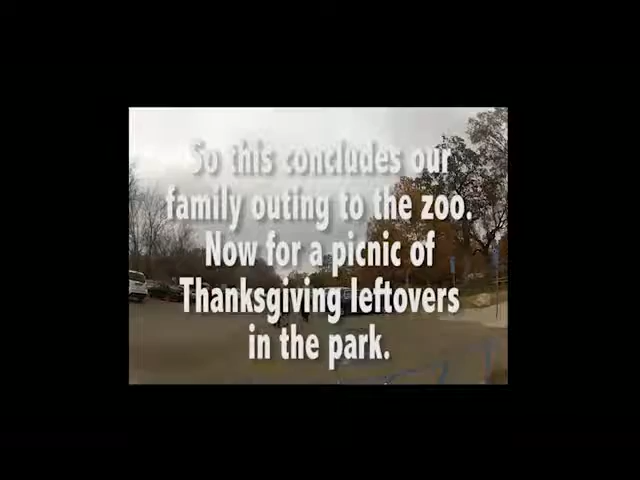 So this concludes our
family outing to the zoo.
Now for a picnic of
Thanksgiving leftovers
in the park.